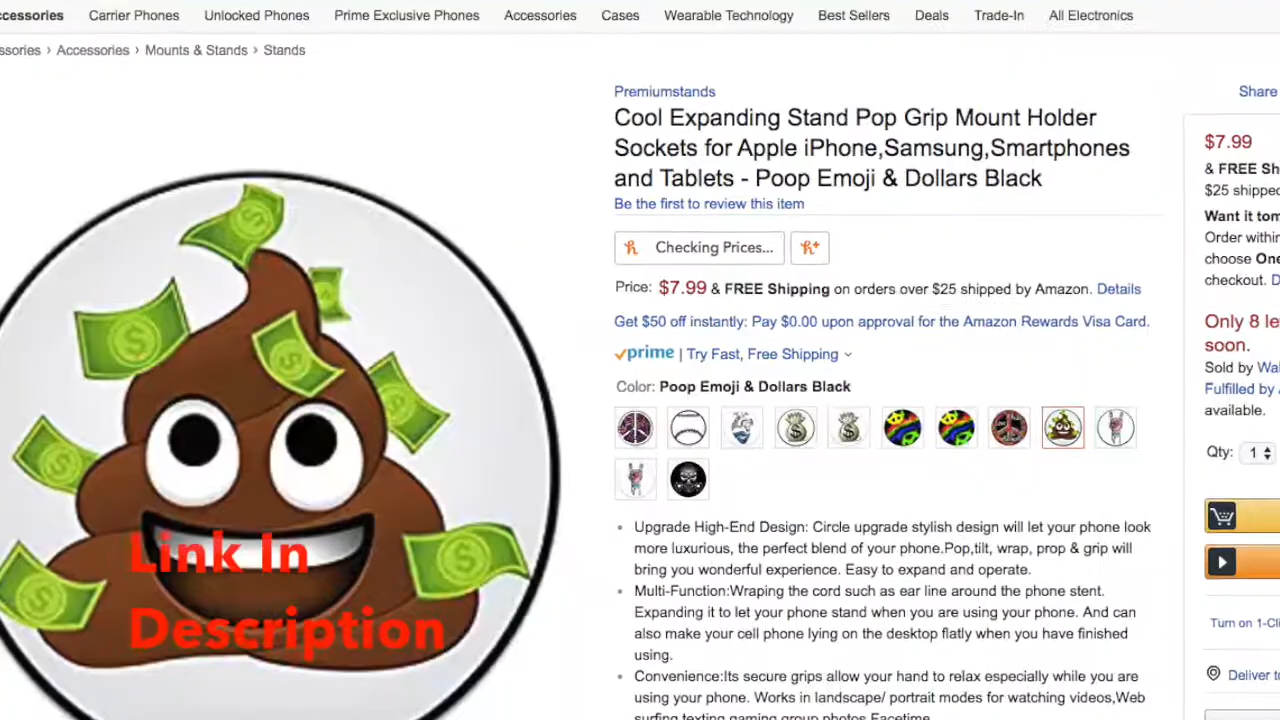 ccessories Carrier Phones Unlocked Phones Prime Exclusive Phones Accessories Cases Wearable Technology Best Sellers Deals Trade-In All Electronics
ssories › Accessories › Mounts & Stands › Stands
Premiumstands
Share
Cool Expanding Stand Pop Grip Mount Holder
Sockets for Apple iPhone,Samsung,Smartphones
and Tablets - Poop Emoji & Dollars Black
Be the first to review this item
Checking Prices...
Price: $7.99 & FREE Shipping on orders over $25 shipped by Amazon. Details
Get $50 off instantly: Pay $0.00 upon approval for the Amazon Rewards Visa Card.
prime | Try Fast, Free Shipping
Color: Poop Emoji & Dollars Black
• Upgrade High-End Design: Circle upgrade stylish design will let your phone look
more luxurious, the perfect blend of your phone.Pop,tilt, wrap, prop & grip will
bring you wonderful experience. Easy to expand and operate.
• Multi-Function:Wraping the cord such as ear line around the phone stent.
Expanding it to let your phone stand when you are using your phone. And can
also make your cell phone lying on the desktop flatly when you have finished
using.
• Convenience:Its secure grips allow your hand to relax especially while you are
using your phone. Works in landscape/ portrait modes for watching videos,Web
surfing texting gaming group photos Facetime
$7.99
& FREE Sh
$25 shipped
Want it tom
Order within
choose One
checkout. D
Only 8 le
soon.
Sold by Wal
Fulfilled by A
available.
Qty: 1
Turn on 1-Cli
Deliver to
Link In
Description